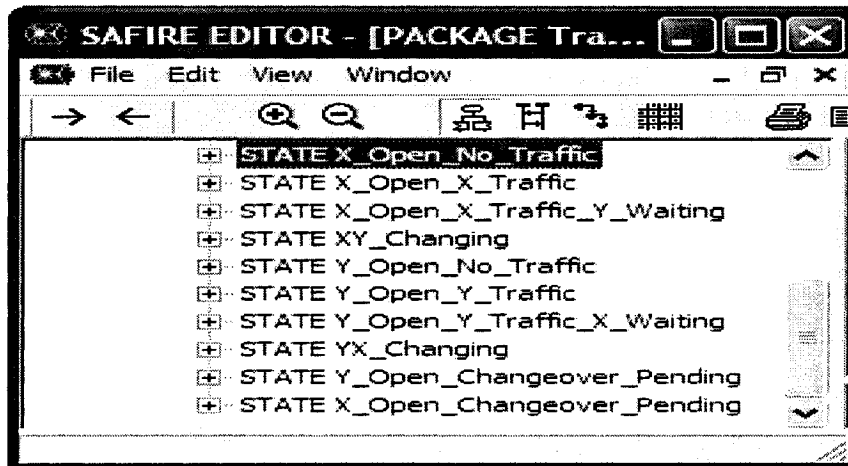 SAFIRE EDITOR - [PACKAGE Tra...
File Edit View Window
STATE X_Open_No_Traffic
STATE X_Open_X_Traffic
STATE X_Open_X_Traffic_Y_Waiting
STATE XY_Changing
STATE Y_Open_No_Traffic
STATE Y_Open_Y_Traffic
STATE Y_Open_Y_Traffic_X_Waiting
STATE YX_Changing
STATE Y_Open_Changeover_Pending
STATE X_Open_Changeover_Pending